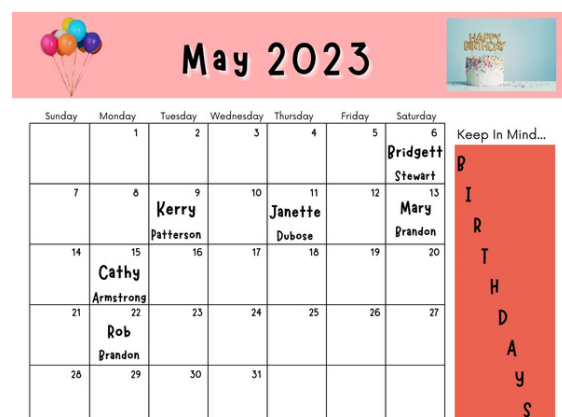 HAPPY
BIRTHDAY
May 2023
Sunday Monday Tuesday Wednesday Thursday Friday Saturday
Keep In Mind...
1 2 3 4 5 6
Bridgett
Stewart
7 8 9 10 11 12 13
Kerry Janette Mary
Patterson Dubose Brandon
14 15 16 17 18 19 20
Cathy
Armstrong
21 22 23 24 25 26 27
Rob
Brandon
28 29 30 31
B
I
R
T
H
D
A
Y
S